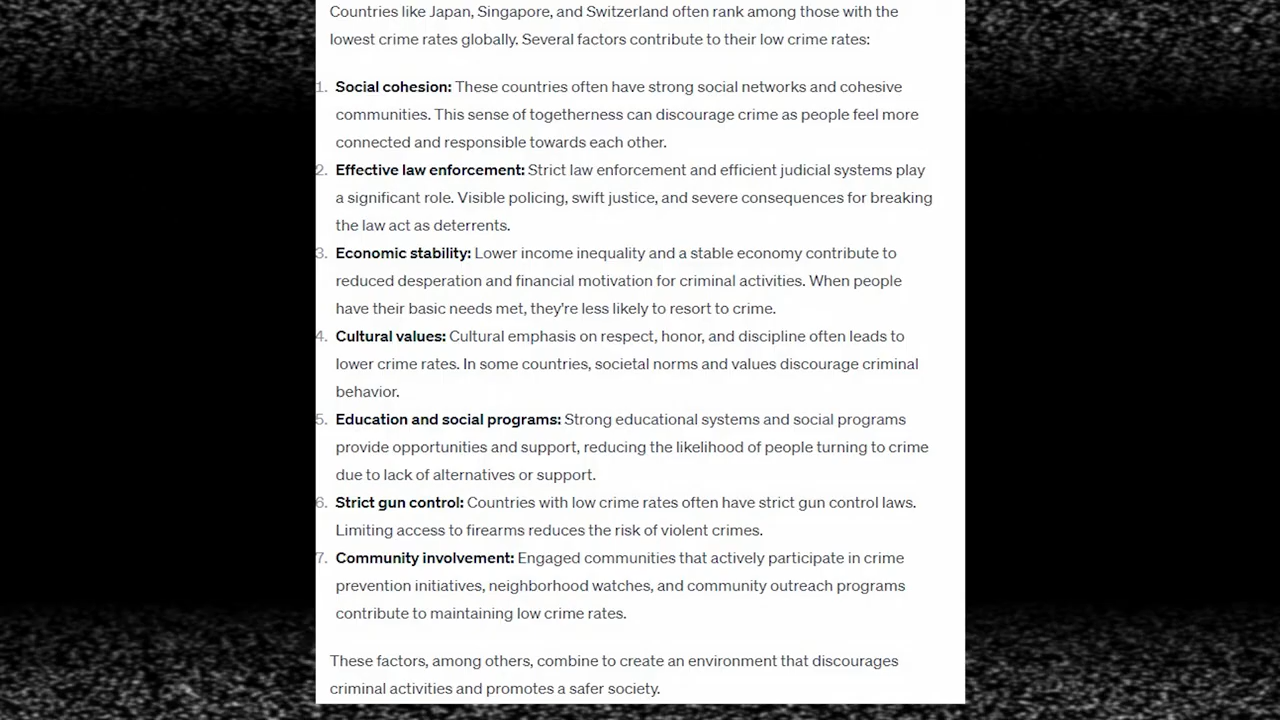 Countries like Japan, Singapore, and Switzerland often rank among those with the
lowest crime rates globally. Several factors contribute to their low crime rates:
1. Social cohesion: These countries often have strong social networks and cohesive
communities. This sense of togetherness can discourage crime as people feel more
connected and responsible towards each other.
2. Effective law enforcement: Strict law enforcement and efficient judicial systems play
a significant role. Visible policing, swift justice, and severe consequences for breaking
the law act as deterrents.
3. Economic stability: Lower income inequality and a stable economy contribute to
reduced desperation and financial motivation for criminal activities. When people
have their basic needs met, they're less likely to resort to crime.
4. Cultural values: Cultural emphasis on respect, honor, and discipline often leads to
lower crime rates. In some countries, societal norms and values discourage criminal
behavior.
5. Education and social programs: Strong educational systems and social programs
provide opportunities and support, reducing the likelihood of people turning to crime
due to lack of alternatives or support.
6. Strict gun control: Countries with low crime rates often have strict gun control laws.
Limiting access to firearms reduces the risk of violent crimes.
7. Community involvement: Engaged communities that actively participate in crime
prevention initiatives, neighborhood watches, and community outreach programs
contribute to maintaining low crime rates.
These factors, among others, combine to create an environment that discourages
criminal activities and promotes a safer society.